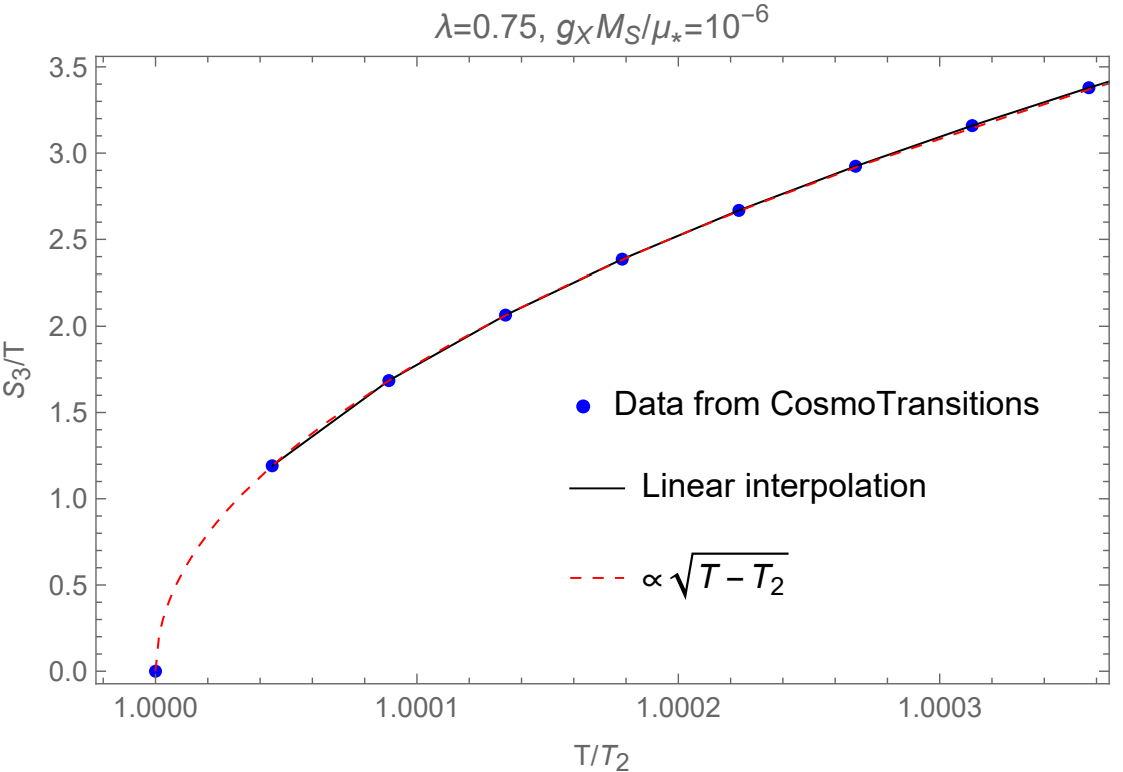 λ=0.75, g_X M_S/μ_*=10^−6
3.5
3.0
2.5
2.0
1.5
1.0
0.5
0.0
S_3/T
Data from CosmoTransitions
Linear interpolation
∝ √(T − T_2)
1.0000 1.0001 1.0002 1.0003
T/T_2